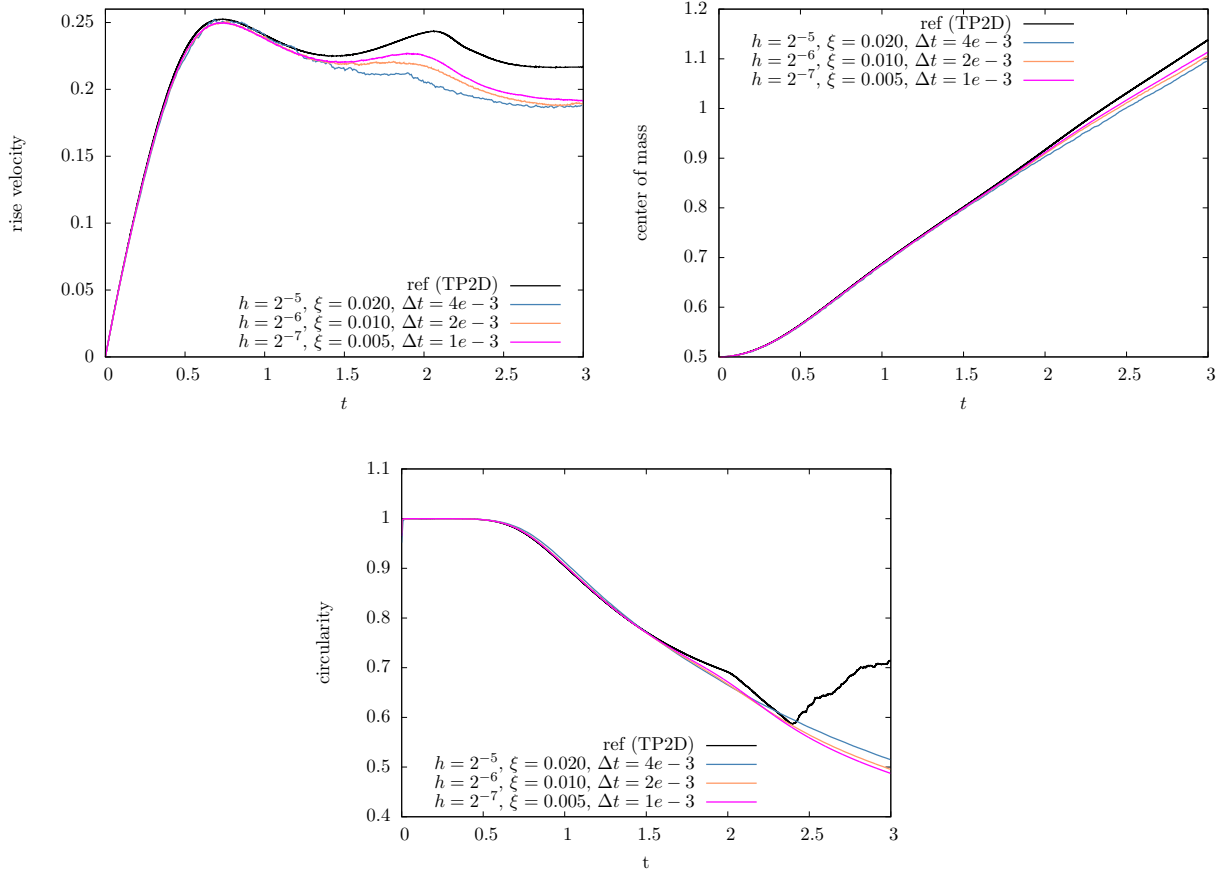 rise velocity
0.25
0.2
0.15
0.1
0.05
0
0 0.5 1 1.5 2 2.5 3
t
ref (TP2D)
h = 2⁻⁵, ξ = 0.020, Δt = 4e − 3
h = 2⁻⁶, ξ = 0.010, Δt = 2e − 3
h = 2⁻⁷, ξ = 0.005, Δt = 1e − 3
center of mass
1.2
1.1
1
0.9
0.8
0.7
0.6
0.5
0 0.5 1 1.5 2 2.5 3
t
ref (TP2D)
h = 2⁻⁵, ξ = 0.020, Δt = 4e − 3
h = 2⁻⁶, ξ = 0.010, Δt = 2e − 3
h = 2⁻⁷, ξ = 0.005, Δt = 1e − 3
circularity
1.1
1
0.9
0.8
0.7
0.6
0.5
0.4
0 0.5 1 1.5 2 2.5 3
t
ref (TP2D)
h = 2⁻⁵, ξ = 0.020, Δt = 4e − 3
h = 2⁻⁶, ξ = 0.010, Δt = 2e − 3
h = 2⁻⁷, ξ = 0.005, Δt = 1e − 3